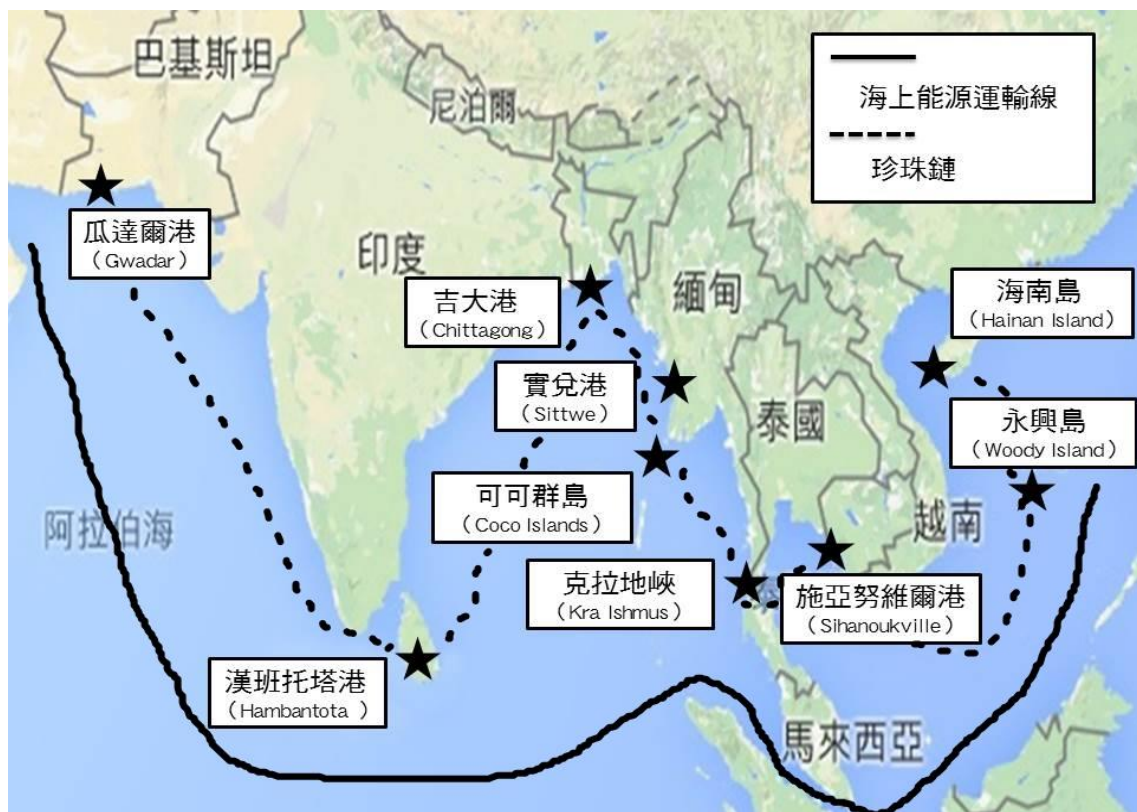 巴基斯坦
尼泊爾
海上能源運輸線
珍珠鏈
瓜達爾港
(Gwadar)
印度
吉大港
(Chittagong)
緬甸
海南島
(Hainan Island)
實兌港
(Sittwe)
泰國
永興島
(Woody Island)
可可群島
(Coco Islands)
阿拉伯海
越南
克拉地峽
(Kra Ishmus)
施亞努維爾港
(Sihanoukville)
漢班托塔港
(Hambantota )
馬來西亞